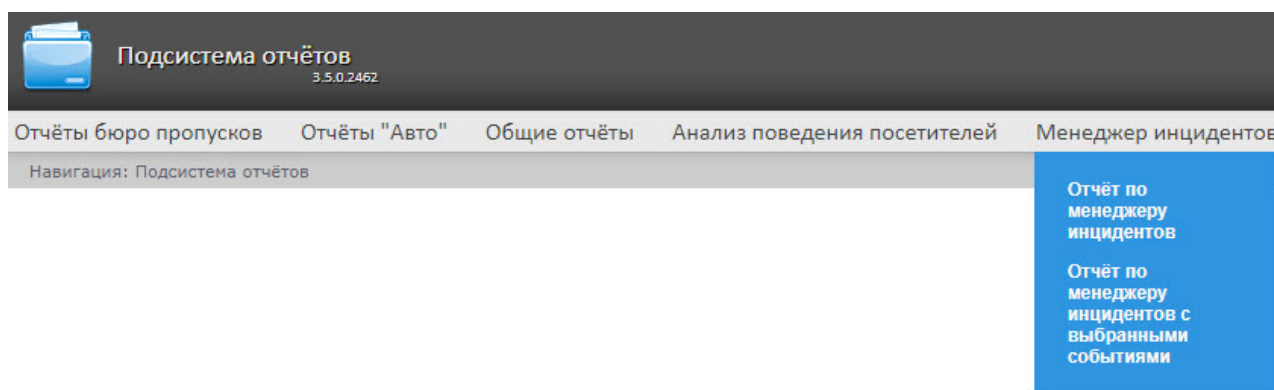 Подсистема отчётов
3.5.0.2462
Отчёты бюро пропусков Отчёты "Авто" Общие отчёты Анализ поведения посетителей Менеджер инцидентов
Навигация: Подсистема отчётов
Отчёт по
менеджеру
инцидентов
Отчёт по
менеджеру
инцидентов с
выбранными
событиями